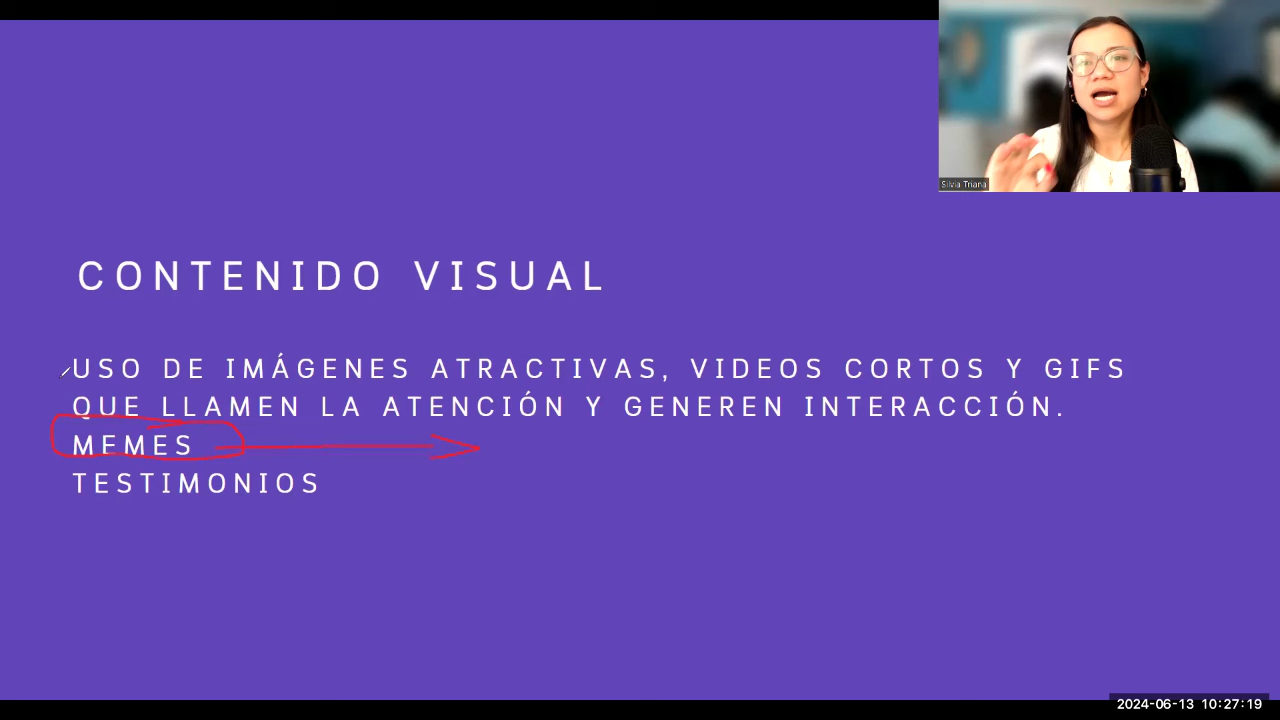 Silvia Triana
CONTENIDO VISUAL
USO DE IMÁGENES ATRACTIVAS, VIDEOS CORTOS Y GIFS
QUE LLAMEN LA ATENCIÓN Y GENEREN INTERACCIÓN.
MEMES
TESTIMONIOS
2024-06-13 10:27:19